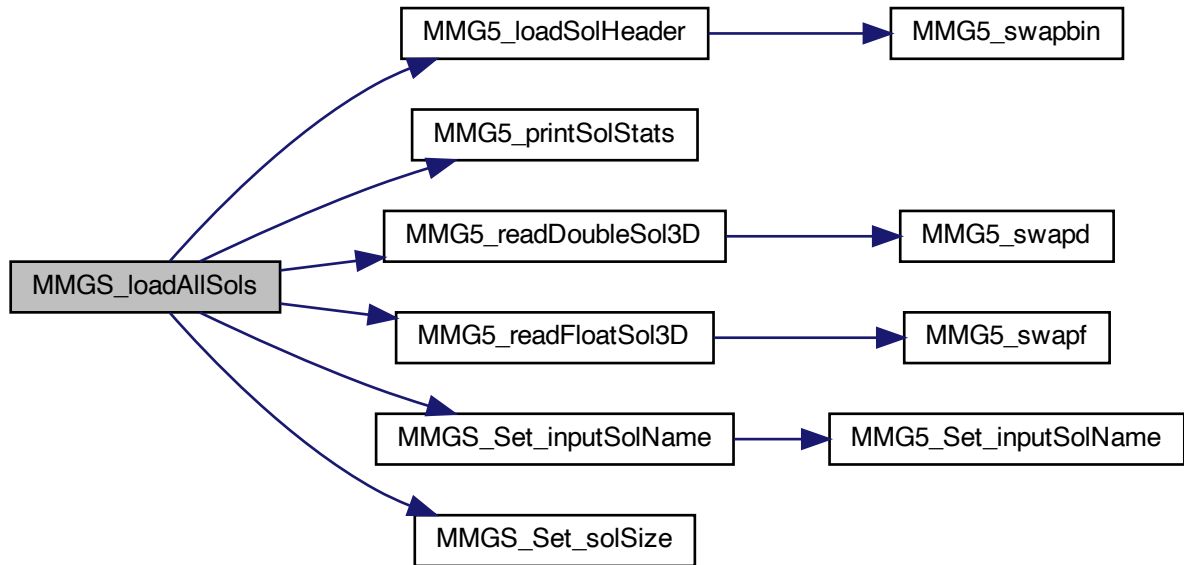 MMGS_loadAllSols
MMG5_loadSolHeader
MMG5_swapbin
MMG5_printSolStats
MMG5_readDoubleSol3D
MMG5_swapd
MMG5_readFloatSol3D
MMG5_swapf
MMGS_Set_inputSolName
MMG5_Set_inputSolName
MMGS_Set_solSize